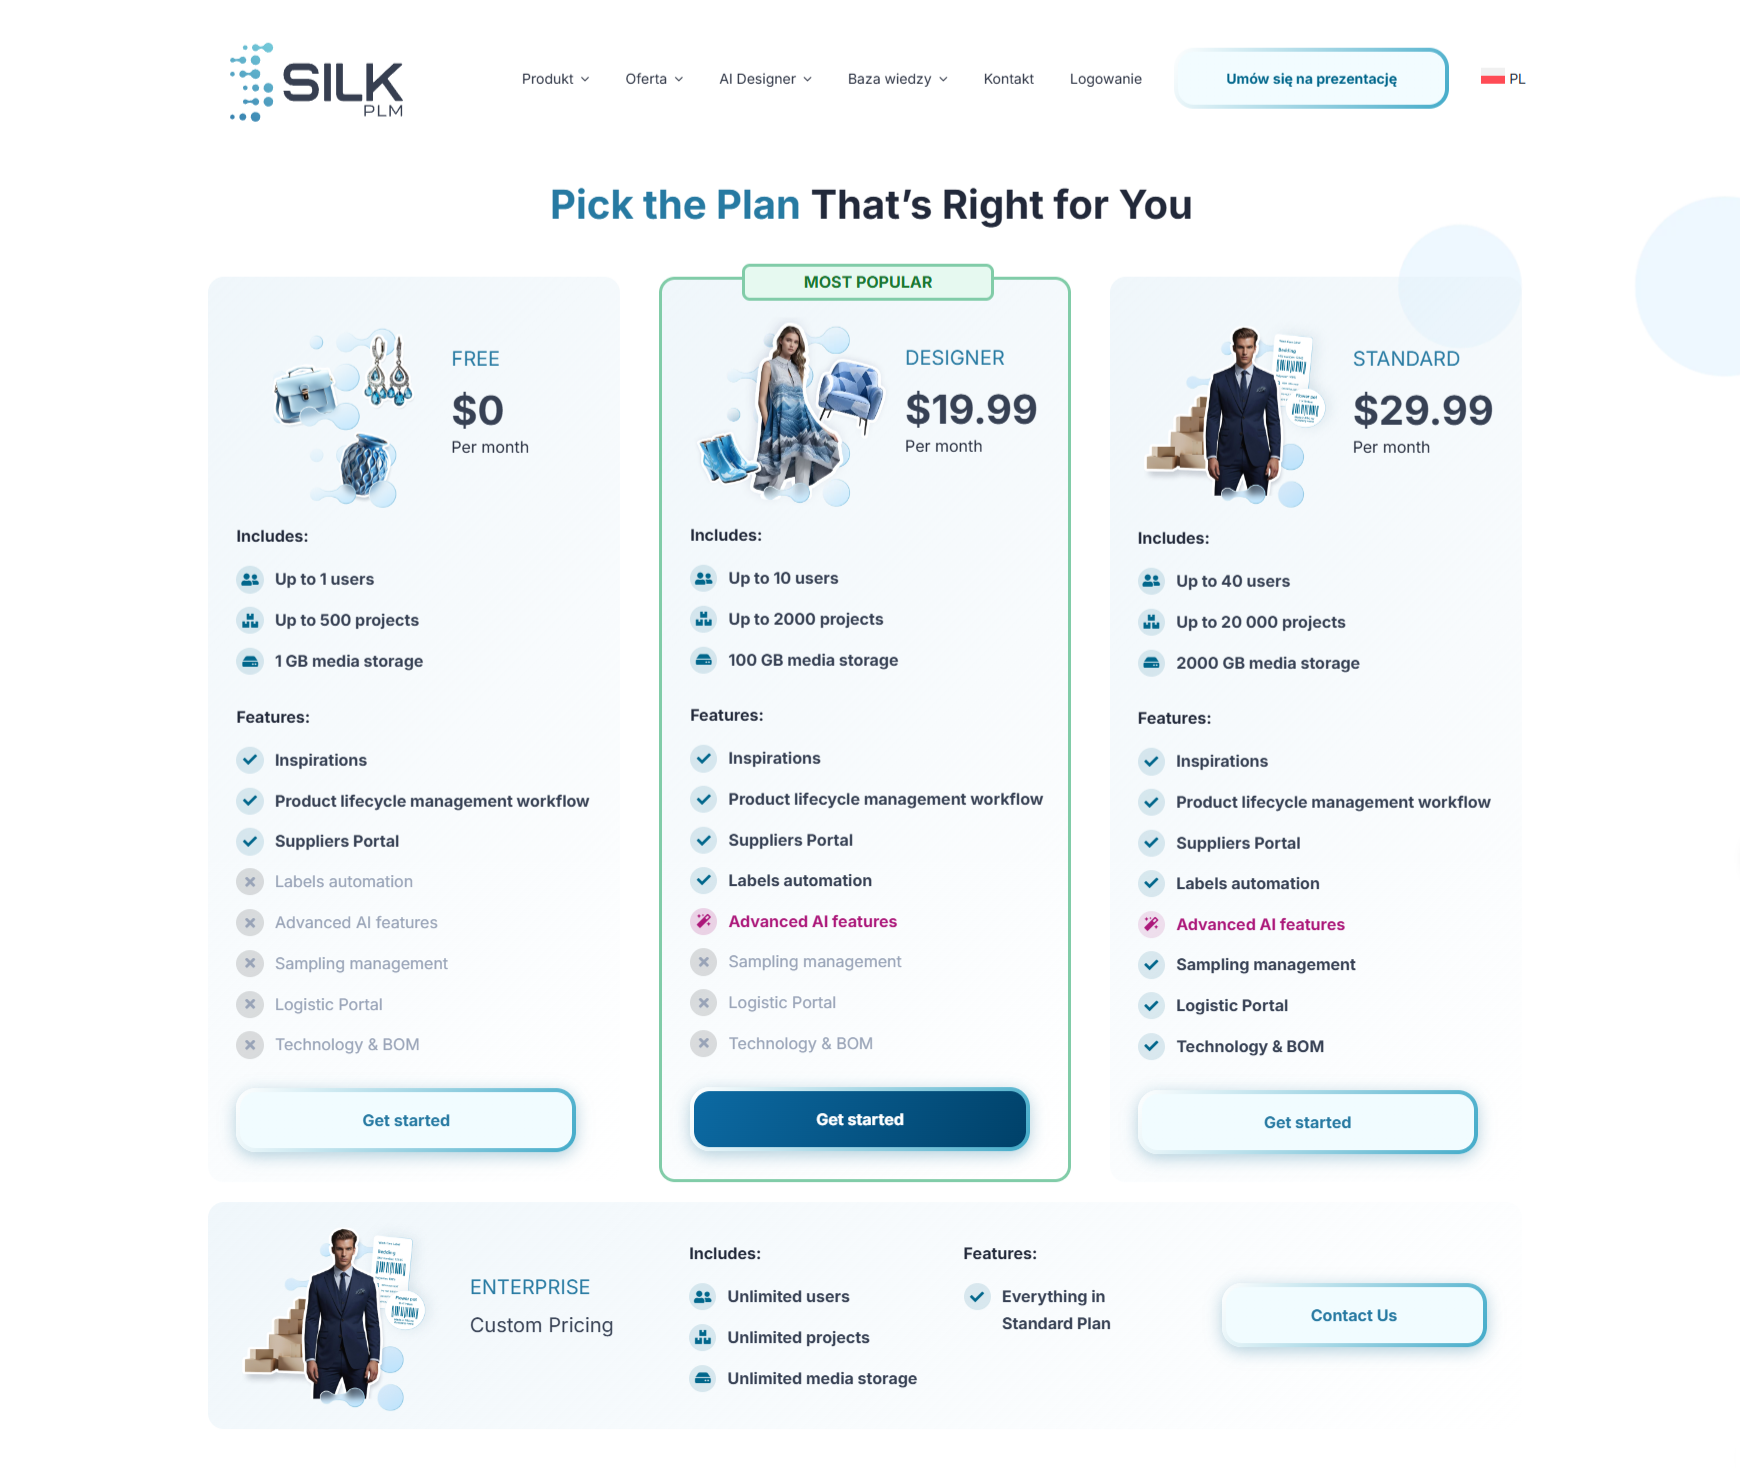 SILK
PLM
Produkt
Oferta
AI Designer
Baza wiedzy
Kontakt
Logowanie
Umów się na prezentację
PL
Pick the Plan That’s Right for You
FREE
$0
Per month
Includes:
Up to 1 users
Up to 500 projects
1 GB media storage
Features:
Inspirations
Product lifecycle management workflow
Suppliers Portal
Labels automation
Advanced AI features
Sampling management
Logistic Portal
Technology & BOM
Get started
MOST POPULAR
DESIGNER
$19.99
Per month
Includes:
Up to 10 users
Up to 2000 projects
100 GB media storage
Features:
Inspirations
Product lifecycle management workflow
Suppliers Portal
Labels automation
Advanced AI features
Sampling management
Logistic Portal
Technology & BOM
Get started
Bedding
Flower pot
STANDARD
$29.99
Per month
Includes:
Up to 40 users
Up to 20 000 projects
2000 GB media storage
Features:
Inspirations
Product lifecycle management workflow
Suppliers Portal
Labels automation
Advanced AI features
Sampling management
Logistic Portal
Technology & BOM
Get started
Bedding
Flower pot
ENTERPRISE
Custom Pricing
Includes:
Unlimited users
Unlimited projects
Unlimited media storage
Features:
Everything in
Standard Plan
Contact Us